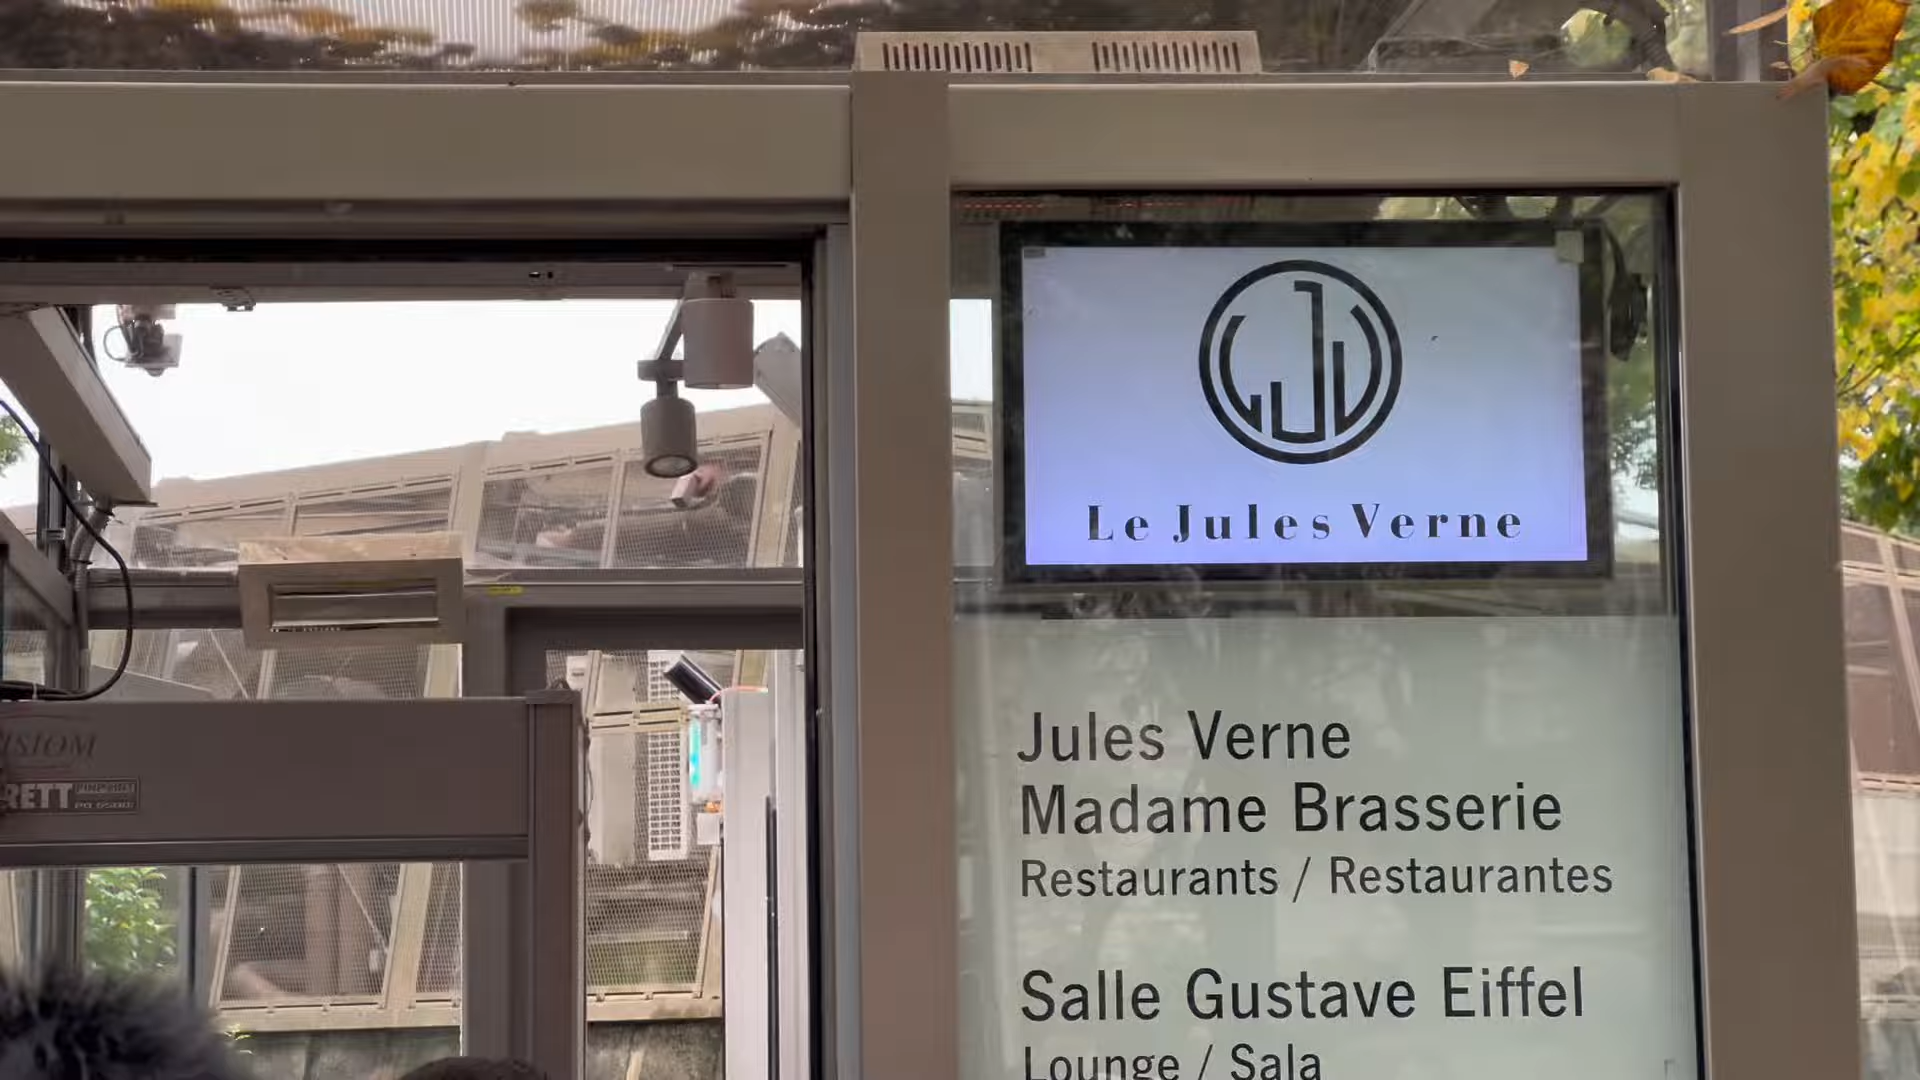 Le Jules Verne
Jules Verne
Madame Brasserie
Restaurants / Restaurantes
Salle Gustave Eiffel
Lounge / Sala